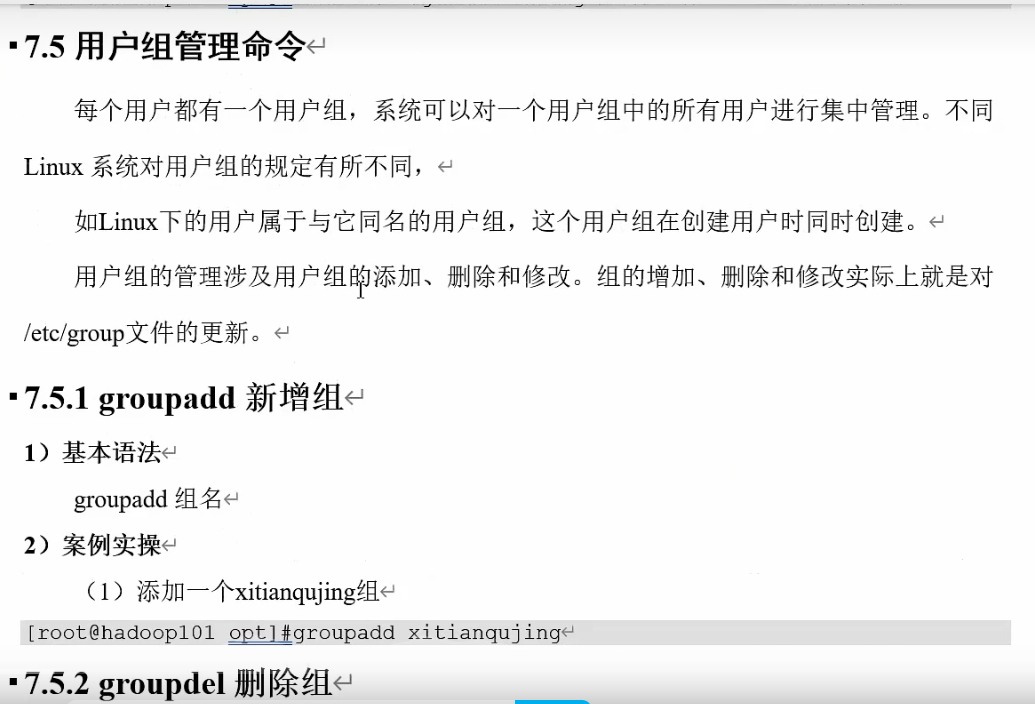 7.5 用户组管理命令
每个用户都有一个用户组，系统可以对一个用户组中的所有用户进行集中管理。不同
Linux 系统对用户组的规定有所不同，
如Linux下的用户属于与它同名的用户组，这个用户组在创建用户时同时创建。
用户组的管理涉及用户组的添加、删除和修改。组的增加、删除和修改实际上就是对
/etc/group文件的更新。
7.5.1 groupadd 新增组
1）基本语法
groupadd 组名
2）案例实操
（1）添加一个xitianqujing组
[root@hadoop101 opt]#groupadd xitianqujing
7.5.2 groupdel 删除组